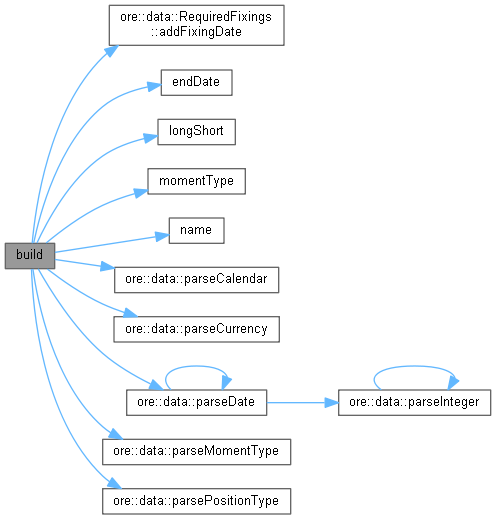 ore::data::RequiredFixings
::addFixingDate
endDate
longShort
momentType
name
build
ore::data::parseCalendar
ore::data::parseCurrency
ore::data::parseDate
ore::data::parseInteger
ore::data::parseMomentType
ore::data::parsePositionType